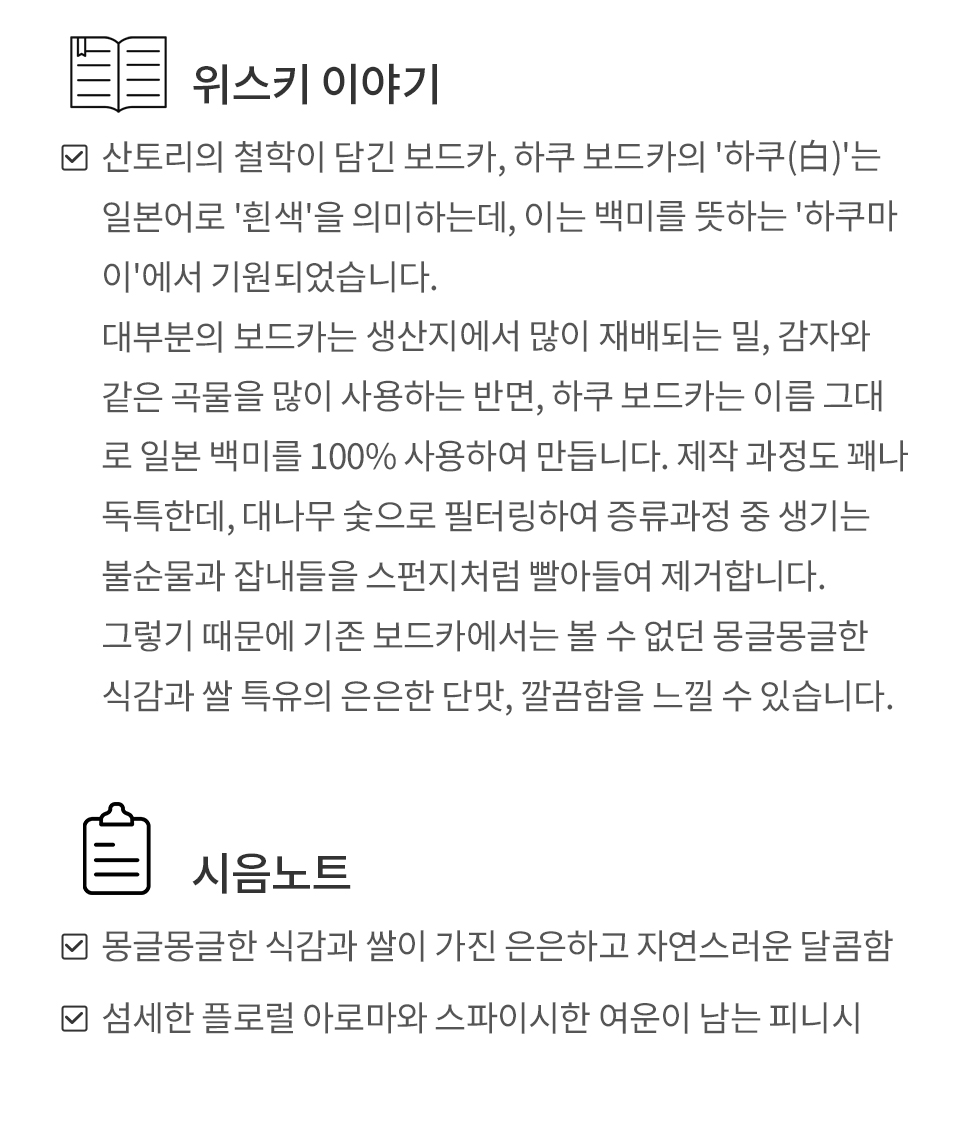 위스키 이야기
산토리의 철학이 담긴 보드카, 하쿠 보드카의 '하쿠(白)'는
일본어로 '흰색'을 의미하는데, 이는 백미를 뜻하는 '하쿠마
이'에서 기원되었습니다.
대부분의 보드카는 생산지에서 많이 재배되는 밀, 감자와
같은 곡물을 많이 사용하는 반면, 하쿠 보드카는 이름 그대
로 일본 백미를 100% 사용하여 만듭니다. 제작 과정도 꽤나
독특한데, 대나무 숯으로 필터링하여 증류과정 중 생기는
불순물과 잡내들을 스펀지처럼 빨아들여 제거합니다.
그렇기 때문에 기존 보드카에서는 볼 수 없던 몽글몽글한
식감과 쌀 특유의 은은한 단맛, 깔끔함을 느낄 수 있습니다.
시음노트
몽글몽글한 식감과 쌀이 가진 은은하고 자연스러운 달콤함
섬세한 플로럴 아로마와 스파이시한 여운이 남는 피니시